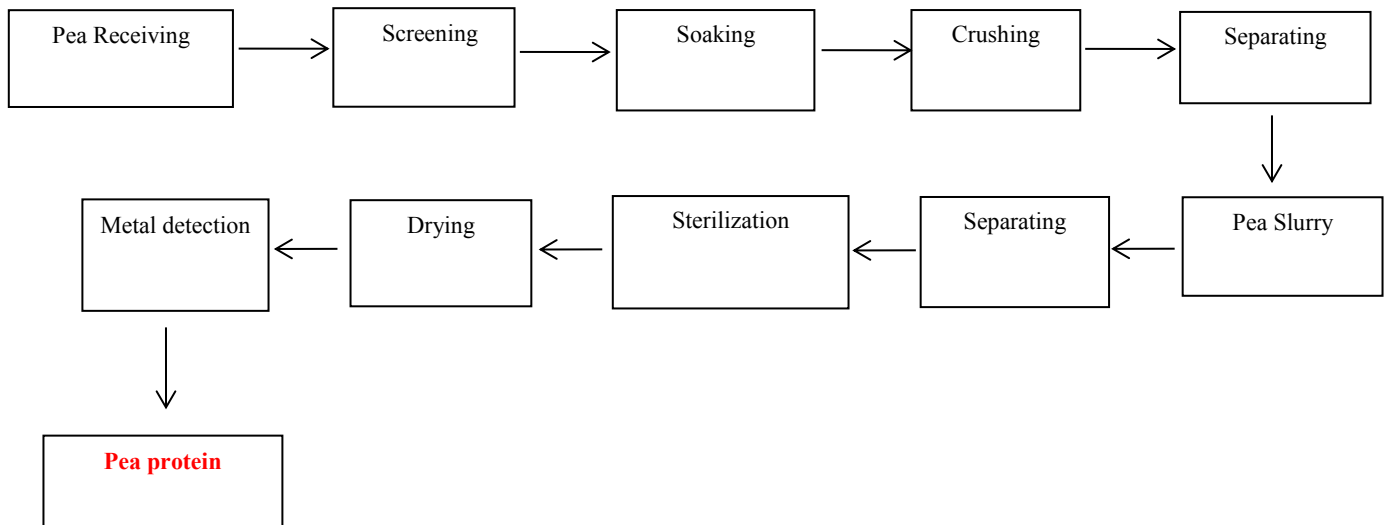 Pea Receiving
Screening
Soaking
Crushing
Separating
Pea Slurry
Separating
Sterilization
Drying
Metal detection
Pea protein